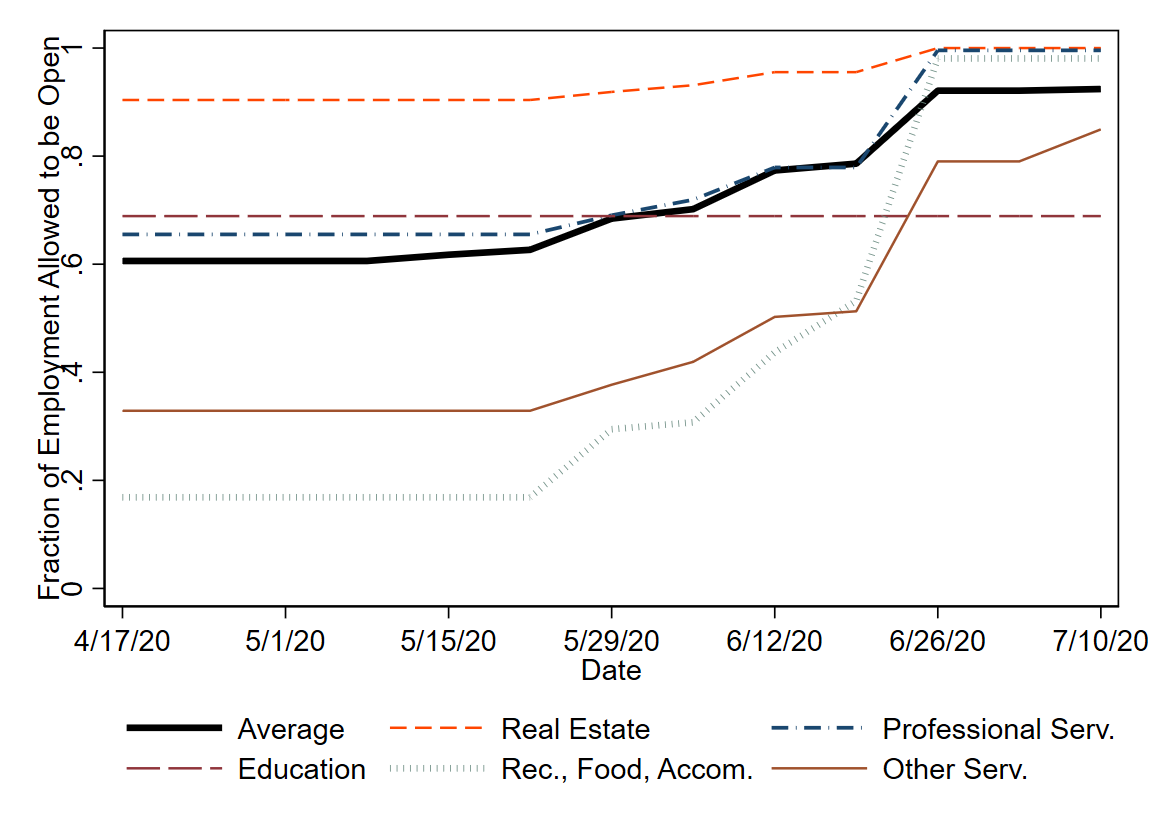 Fraction of Employment Allowed to be Open
1
.8
.6
.4
.2
0
4/17/20 5/1/20 5/15/20 5/29/20 6/12/20 6/26/20 7/10/20
Date
Average Real Estate Professional Serv.
Education Rec., Food, Accom. Other Serv.